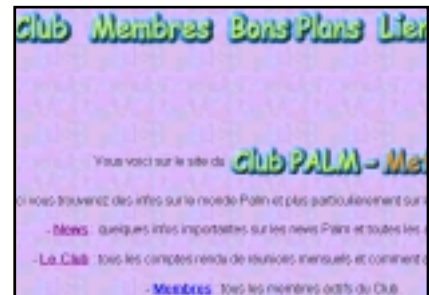 Club Membres Bons Plans Lien
Vous voici sur le site du Club PALM - Met
ici vous trouverez des infos sur le monde Palm et plus particulièrement sur
- News : quelques infos importantes sur les news Palm et toutes les
- Le Club : tous les comptes rendu de réunions mensuels et comment
- Membres : tous les membres actifs du Club